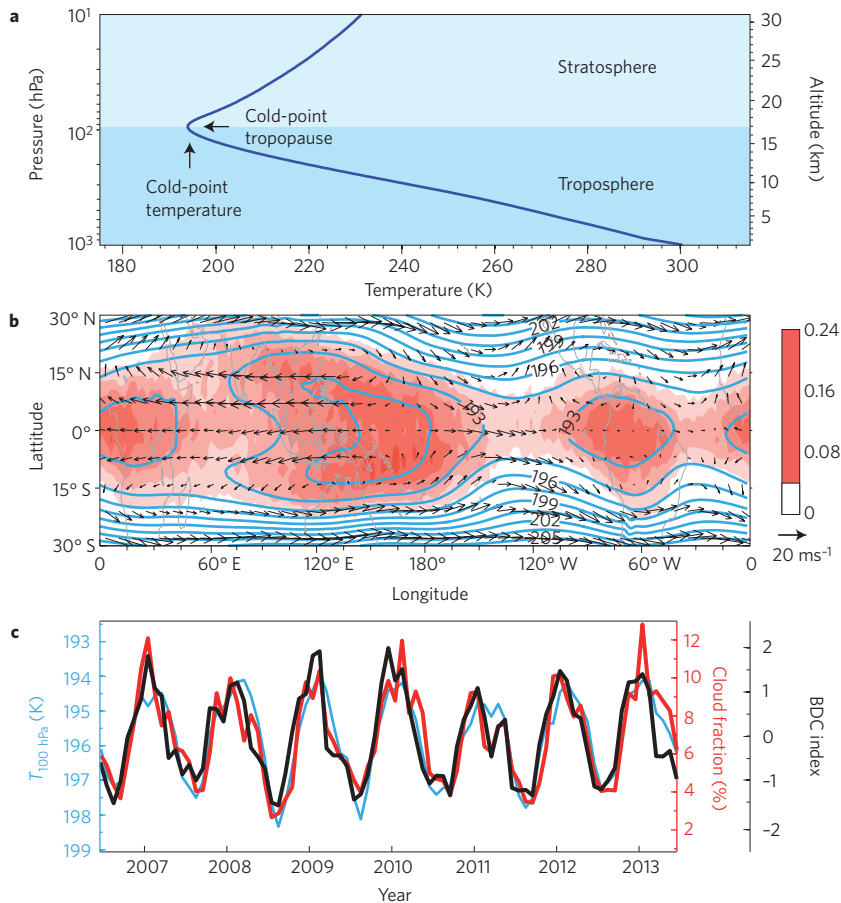 a
10¹
10²
10³
Pressure (hPa)
Stratosphere
Cold-point
tropopause
Cold-point
temperature
Troposphere
30
25
20
15
10
5
Altitude (km)
180
200
220
240
260
280
300
Temperature (K)
b
30° N
15° N
0°
15° S
30° S
Lattitude
202
199
196
193
193
196
199
202
205
0
60° E
120° E
180°
120° W
60° W
0
Longitude
0.24
0.16
0.08
0
20 ms⁻¹
c
193
194
195
196
197
198
199
T100 hPa (K)
12
10
8
6
4
2
Cloud fraction (%)
2
1
0
−1
−2
BDC index
2007
2008
2009
2010
2011
2012
2013
Year